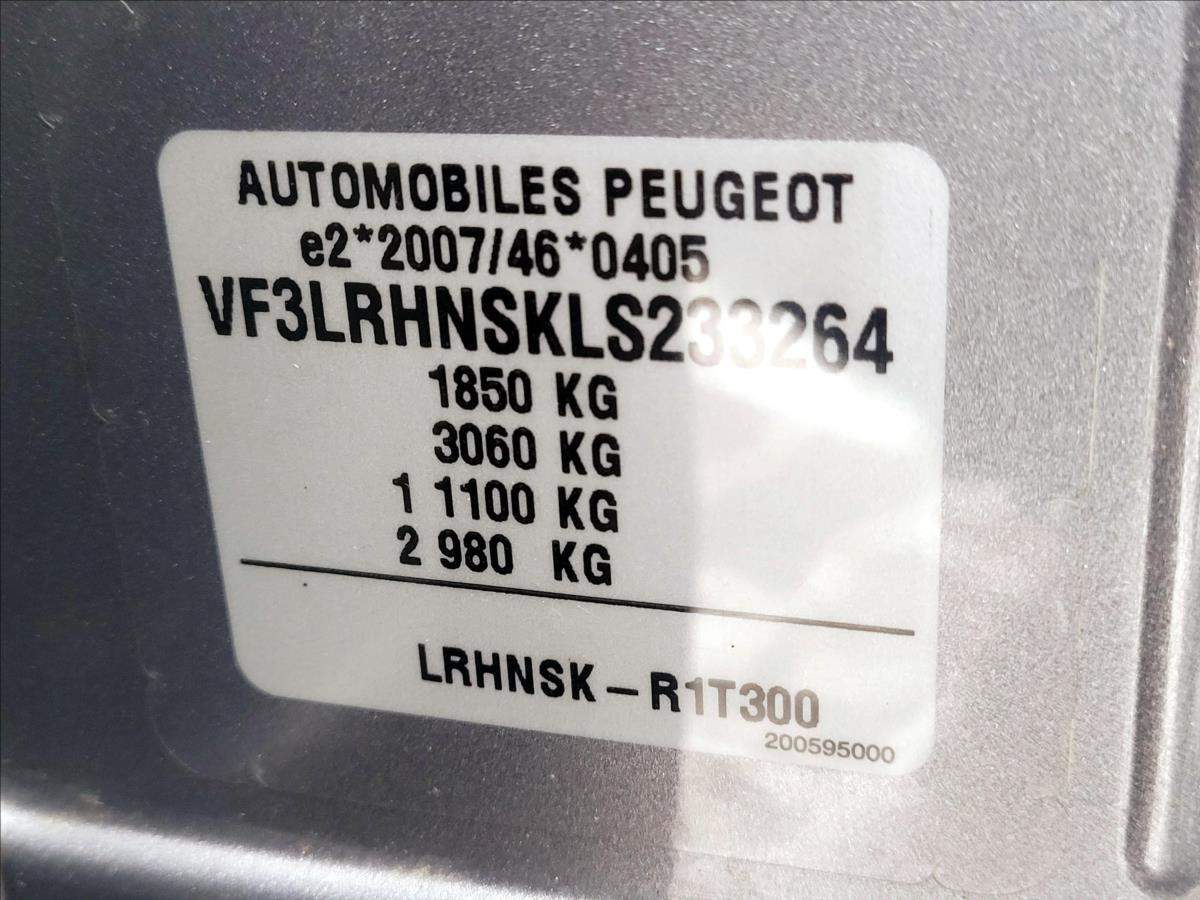 AUTOMOBILES PEUGEOT
e2*2007/46*0405
VF3LRHNSKLS233264
1850 KG
3060 KG
1 1100 KG
2 980 KG
LRHNSK-R1T300
200595000